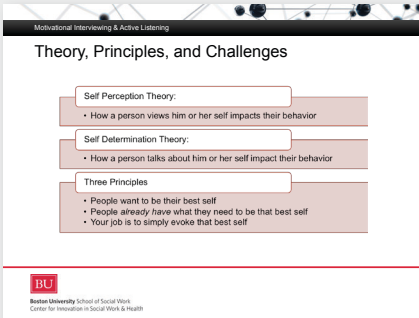 Motivational Interviewing & Active Listening
Theory, Principles, and Challenges
Self Perception Theory:
• How a person views him or her self impacts their behavior
Self Determination Theory:
• How a person talks about him or her self impact their behavior
Three Principles
• People want to be their best self
• People already have what they need to be that best self
• Your job is to simply evoke that best self
BU
Boston University School of Social Work
Center for Innovation in Social Work & Health